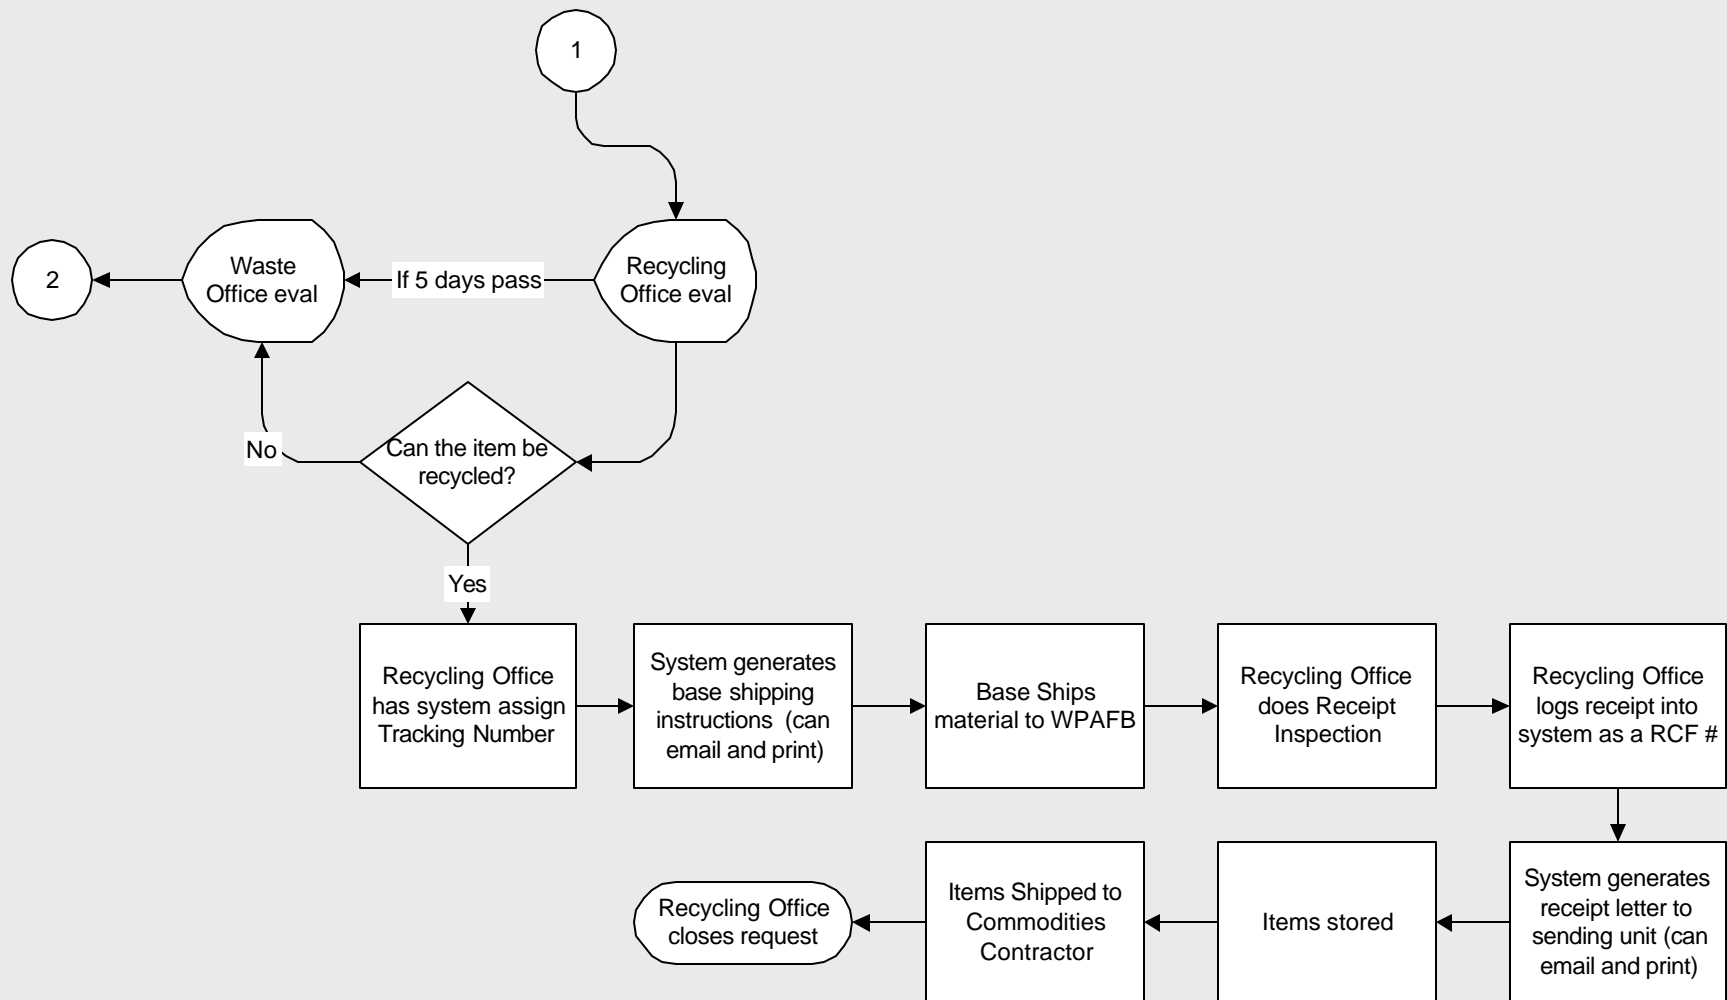 1
2
Waste
Office eval
If 5 days pass
Recycling
Office eval
No
Can the item be
recycled?
Yes
Recycling Office
has system assign
Tracking Number
System generates
base shipping
instructions (can
email and print)
Base Ships
material to WPAFB
Recycling Office
does Receipt
Inspection
Recycling Office
logs receipt into
system as a RCF #
System generates
receipt letter to
sending unit (can
email and print)
Items stored
Items Shipped to
Commodities
Contractor
Recycling Office
closes request